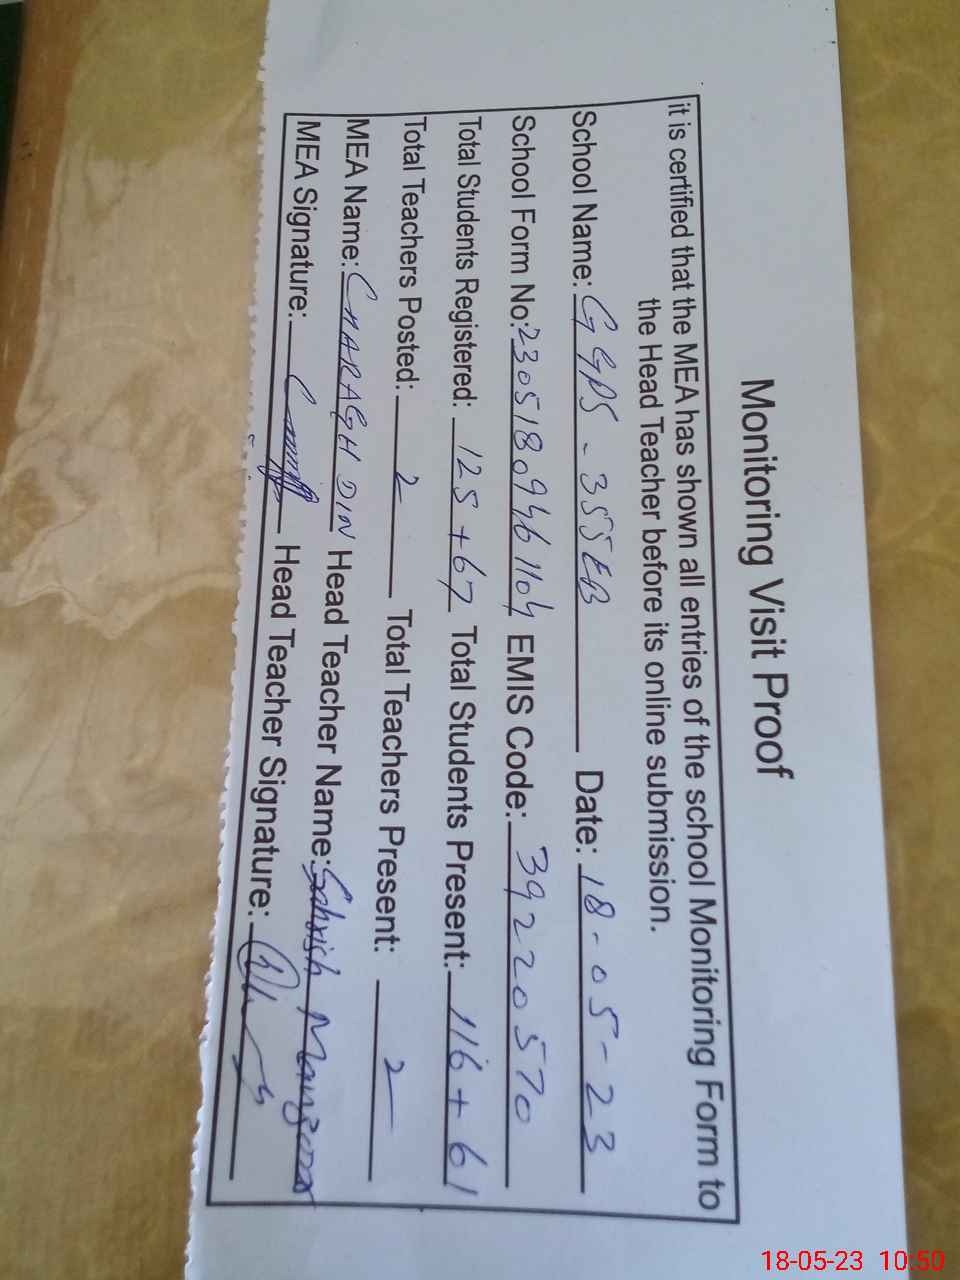 Monitoring Visit Proof
it is certified that the MEA has shown all entries of the school Monitoring Form to
the Head Teacher before its online submission.
School Name: GGPS - 355EB Date: 18-05-23
School Form No: 23051809461104 EMIS Code: 39220570
Total Students Registered: 125+67 Total Students Present: 116+61
Total Teachers Posted: 2 Total Teachers Present: 2
MEA Name: CHARAGH DIN Head Teacher Name: Sehrish
MEA Signature: Head Teacher Signature:
18-05-23 10:50